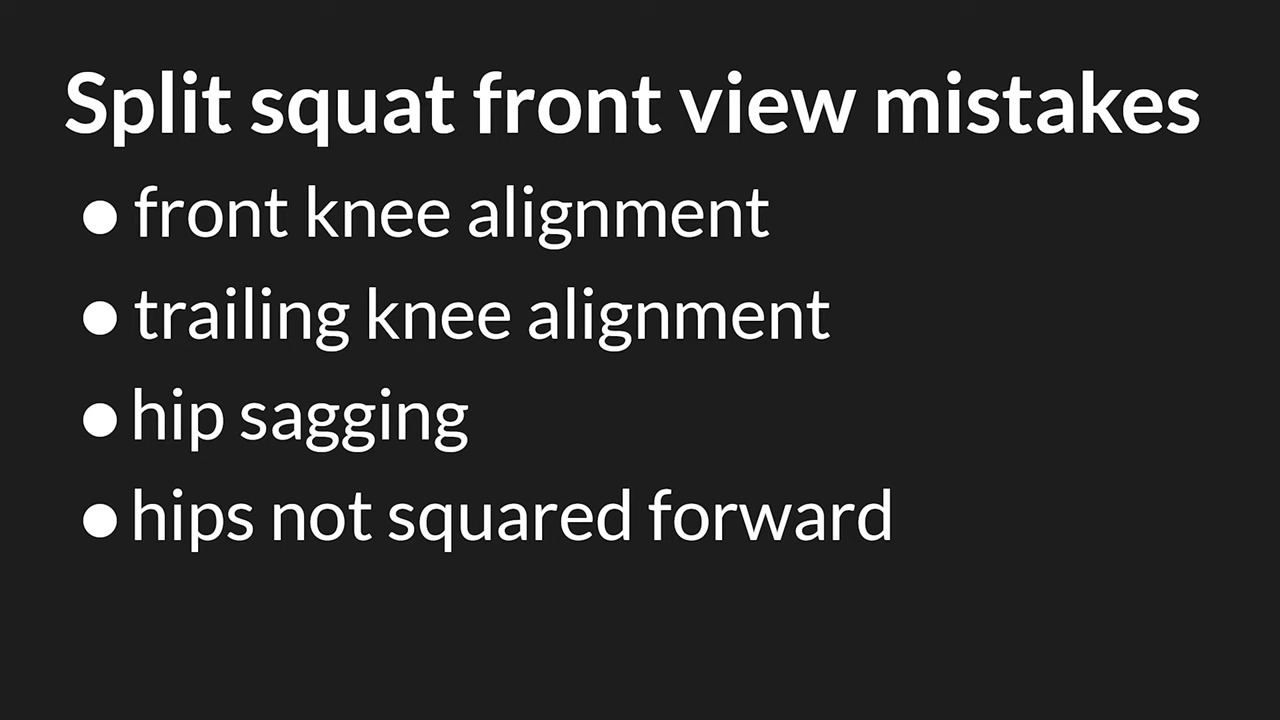 Split squat front view mistakes
● front knee alignment
● trailing knee alignment
● hip sagging
● hips not squared forward